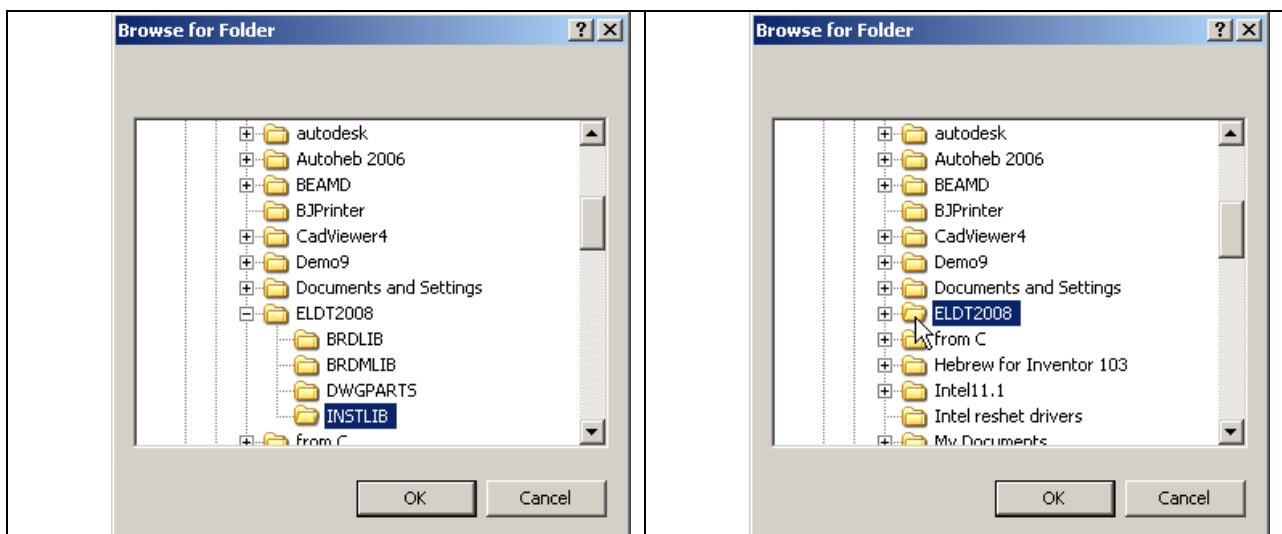 Browse for Folder
autodesk
Autoheb 2006
BEAMD
BJPrinter
CadViewer4
Demo9
Documents and Settings
ELDT2008
BRDLIB
BRDMLIB
DWGPARTS
INSTLIB
from C
OK
Cancel
Browse for Folder
autodesk
Autoheb 2006
BEAMD
BJPrinter
CadViewer4
Demo9
Documents and Settings
ELDT2008
from C
Hebrew for Inventor 103
Intel11.1
Intel reshet drivers
My Documents
OK
Cancel